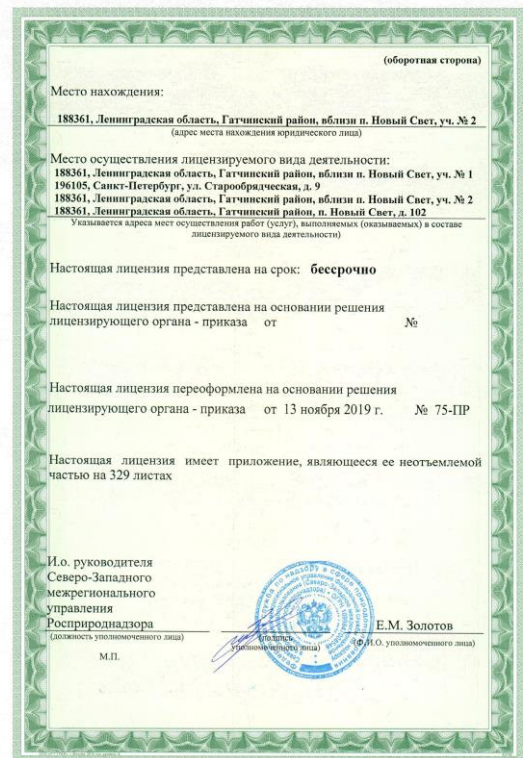 (оборотная сторона)
Место нахождения:
188361, Ленинградская область, Гатчинский район, вблизи п. Новый Свет, уч. № 2
(адрес места нахождения юридического лица)
Место осуществления лицензируемого вида деятельности:
188361, Ленинградская область, Гатчинский район, вблизи п. Новый Свет, уч. № 1
196105, Санкт-Петербург, ул. Старообрядческая, д. 9
188361, Ленинградская область, Гатчинский район, вблизи п. Новый Свет, уч. № 2
188361, Ленинградская область, Гатчинский район, п. Новый Свет, д. 102
Указывается адреса мест осуществления работ (услуг), выполняемых (оказываемых) в составе
лицензируемого вида деятельности)
Настоящая лицензия представлена на срок: бессрочно
Настоящая лицензия представлена на основании решения
лицензирующего органа - приказа от №
Настоящая лицензия переоформлена на основании решения
лицензирующего органа - приказа от 13 ноября 2019 г. № 75-ПР
Настоящая лицензия имеет приложение, являющееся ее неотъемлемой
частью на 329 листах
И.о. руководителя
Северо-Западного
межрегионального
управления
Росприроднадзора
Е.М. Золотов
(должность уполномоченного лица)
(подпись
уполномоченного лица)
(Ф.И.О. уполномоченного лица)
М.П.